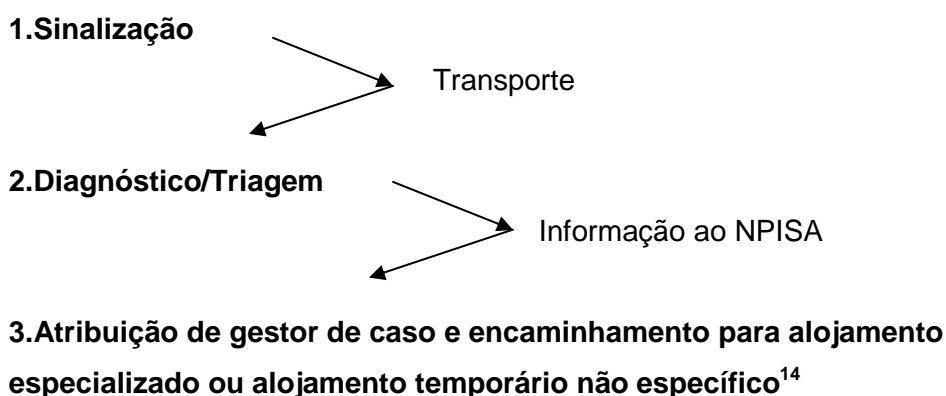 1.Sinalização
Transporte
2.Diagnóstico/Triagem
Informação ao NPISA
3.Atribuição de gestor de caso e encaminhamento para alojamento
especializado ou alojamento temporário não específico14